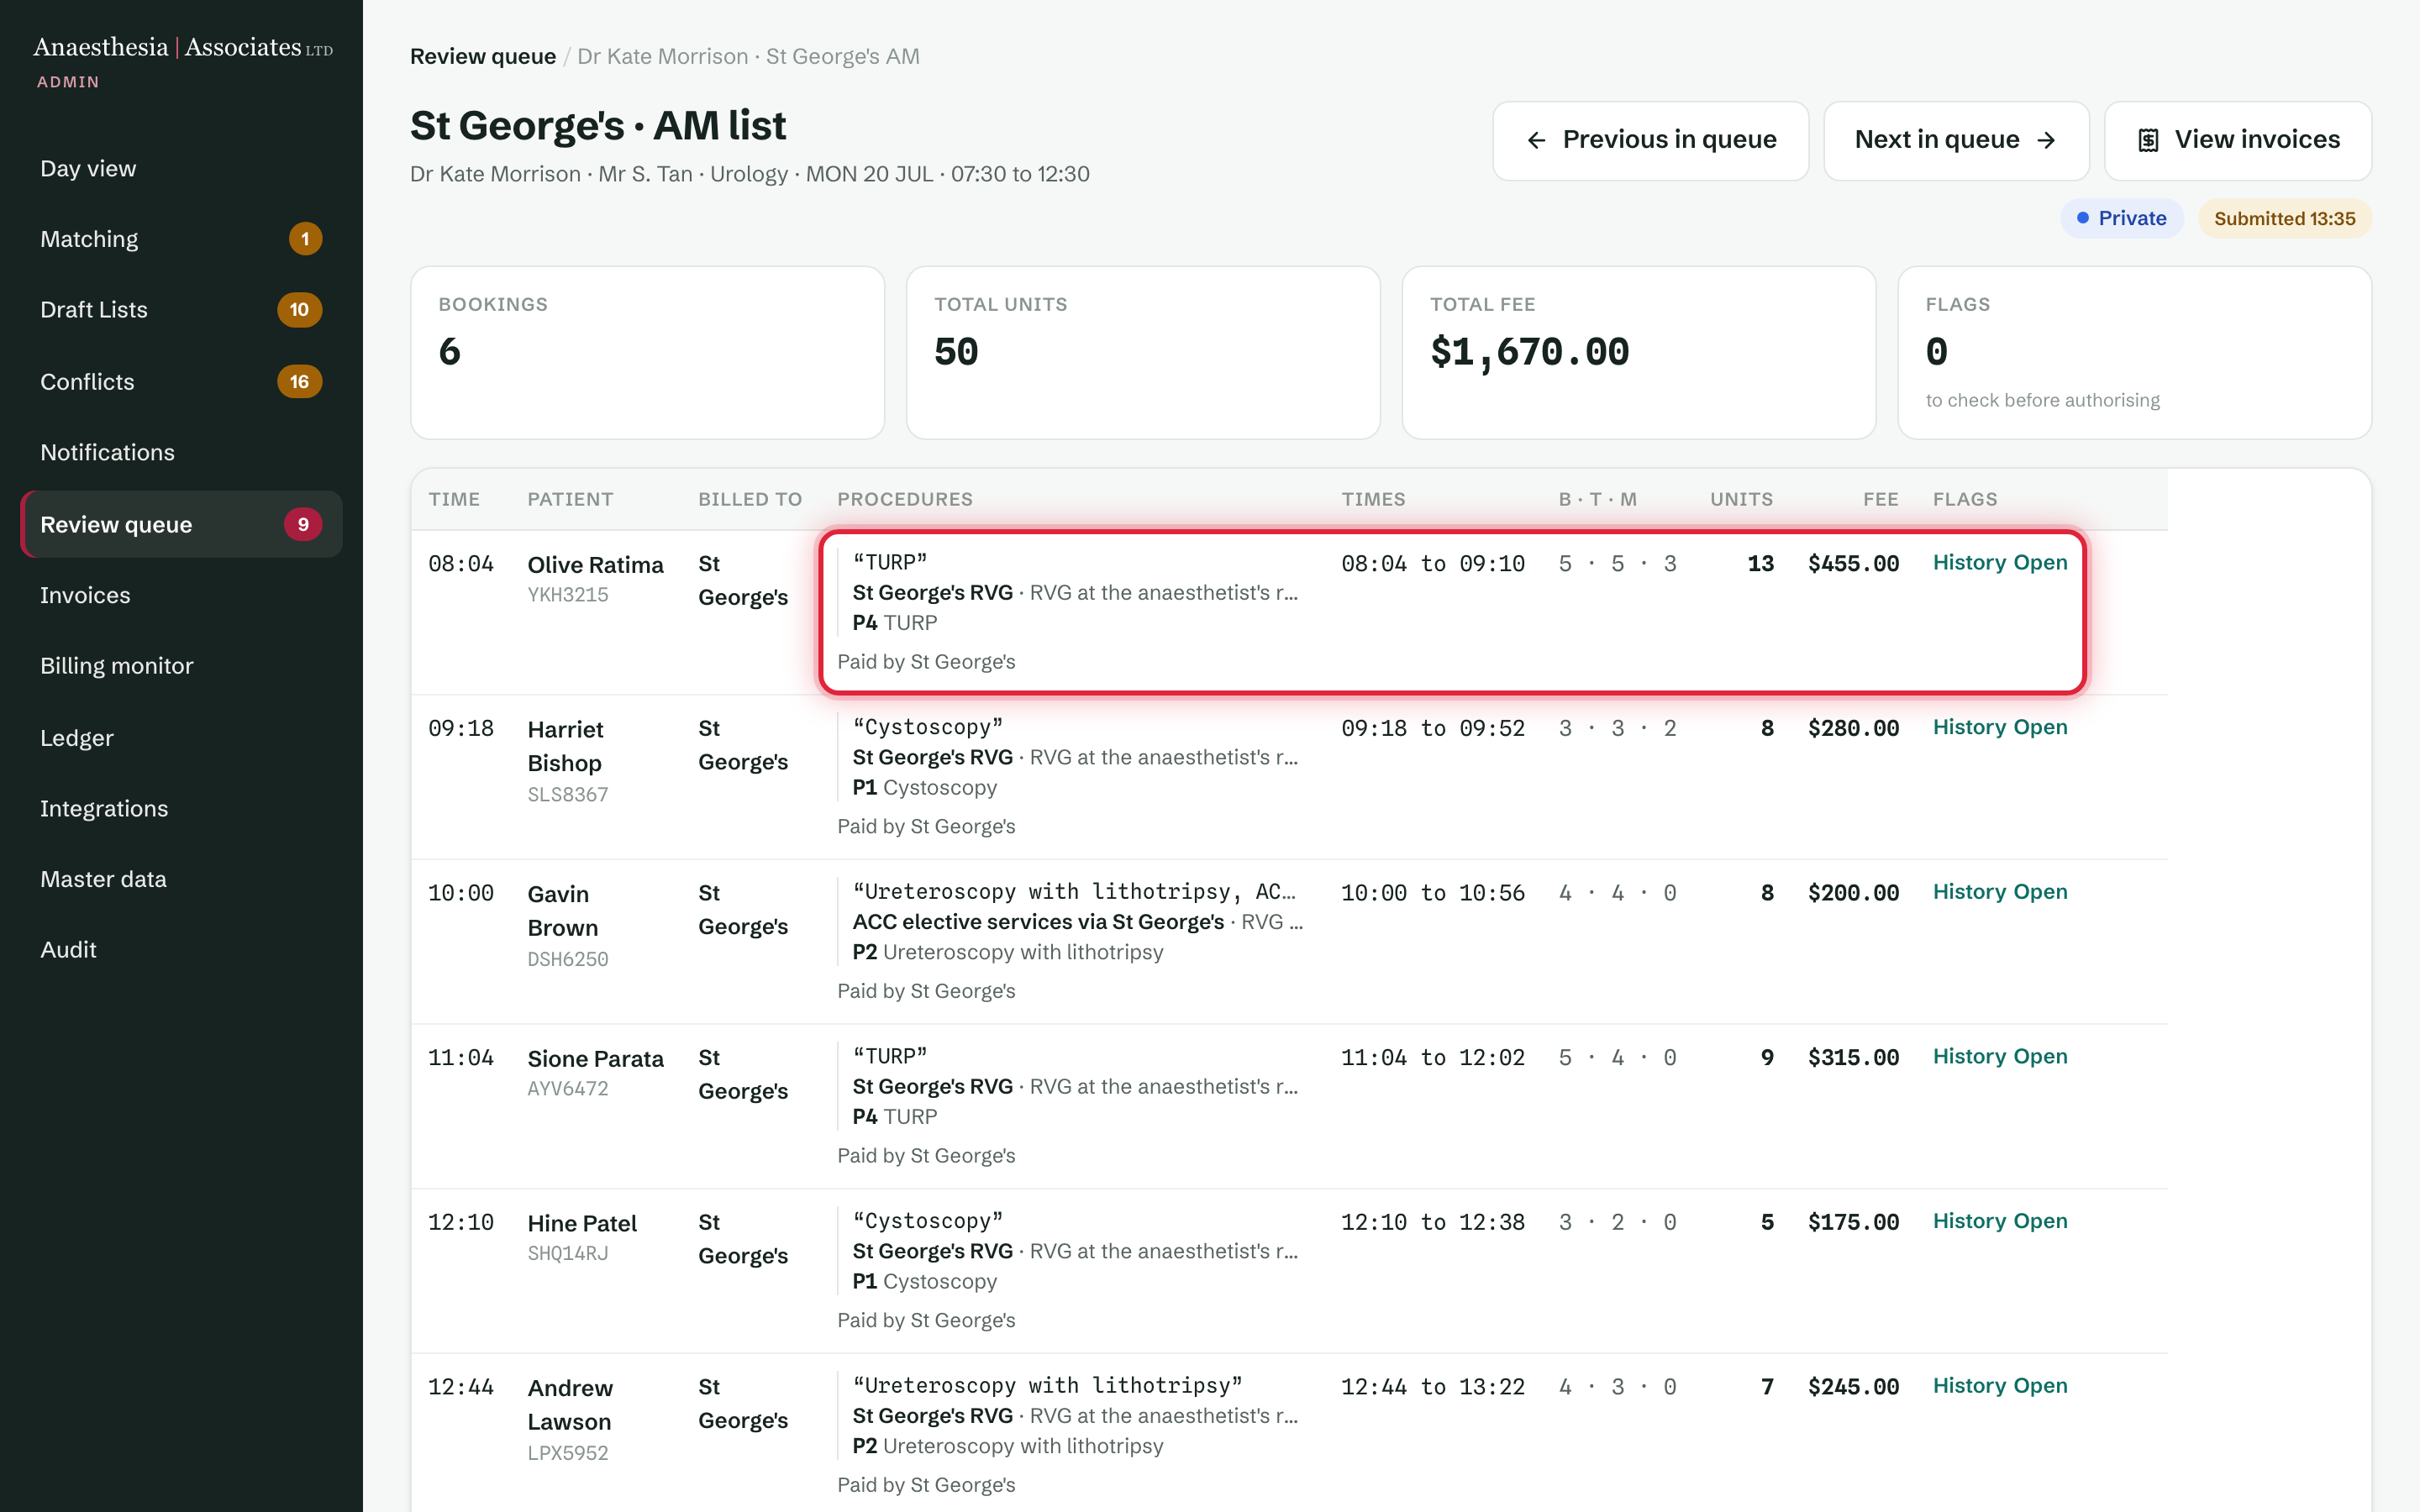 Anaesthesia | Associates LTD
ADMIN
Day view
Matching 1
Draft Lists 10
Conflicts 16
Notifications
Review queue 9
Invoices
Billing monitor
Ledger
Integrations
Master data
Audit
Review queue / Dr Kate Morrison · St George's AM
St George's · AM list
Dr Kate Morrison · Mr S. Tan · Urology · MON 20 JUL · 07:30 to 12:30
← Previous in queue
Next in queue →
View invoices
Private
Submitted 13:35
BOOKINGS
6
TOTAL UNITS
50
TOTAL FEE
$1,670.00
FLAGS
0
to check before authorising
TIME PATIENT BILLED TO PROCEDURES TIMES B · T · M UNITS FEE FLAGS
08:04 Olive Ratima St “TURP” 08:04 to 09:10 5 · 5 · 3 13 $455.00 History Open
YKH3215 George's St George's RVG · RVG at the anaesthetist's r...
P4 TURP
Paid by St George's
09:18 Harriet St “Cystoscopy” 09:18 to 09:52 3 · 3 · 2 8 $280.00 History Open
Bishop George's St George's RVG · RVG at the anaesthetist's r...
SLS8367 P1 Cystoscopy
Paid by St George's
10:00 Gavin St “Ureteroscopy with lithotripsy, AC... 10:00 to 10:56 4 · 4 · 0 8 $200.00 History Open
Brown George's ACC elective services via St George's · RVG ...
DSH6250 P2 Ureteroscopy with lithotripsy
Paid by St George's
11:04 Sione Parata St “TURP” 11:04 to 12:02 5 · 4 · 0 9 $315.00 History Open
AYV6472 George's St George's RVG · RVG at the anaesthetist's r...
P4 TURP
Paid by St George's
12:10 Hine Patel St “Cystoscopy” 12:10 to 12:38 3 · 2 · 0 5 $175.00 History Open
SHQ14RJ George's St George's RVG · RVG at the anaesthetist's r...
P1 Cystoscopy
Paid by St George's
12:44 Andrew St “Ureteroscopy with lithotripsy” 12:44 to 13:22 4 · 3 · 0 7 $245.00 History Open
Lawson George's St George's RVG · RVG at the anaesthetist's r...
LPX5952 P2 Ureteroscopy with lithotripsy
Paid by St George's